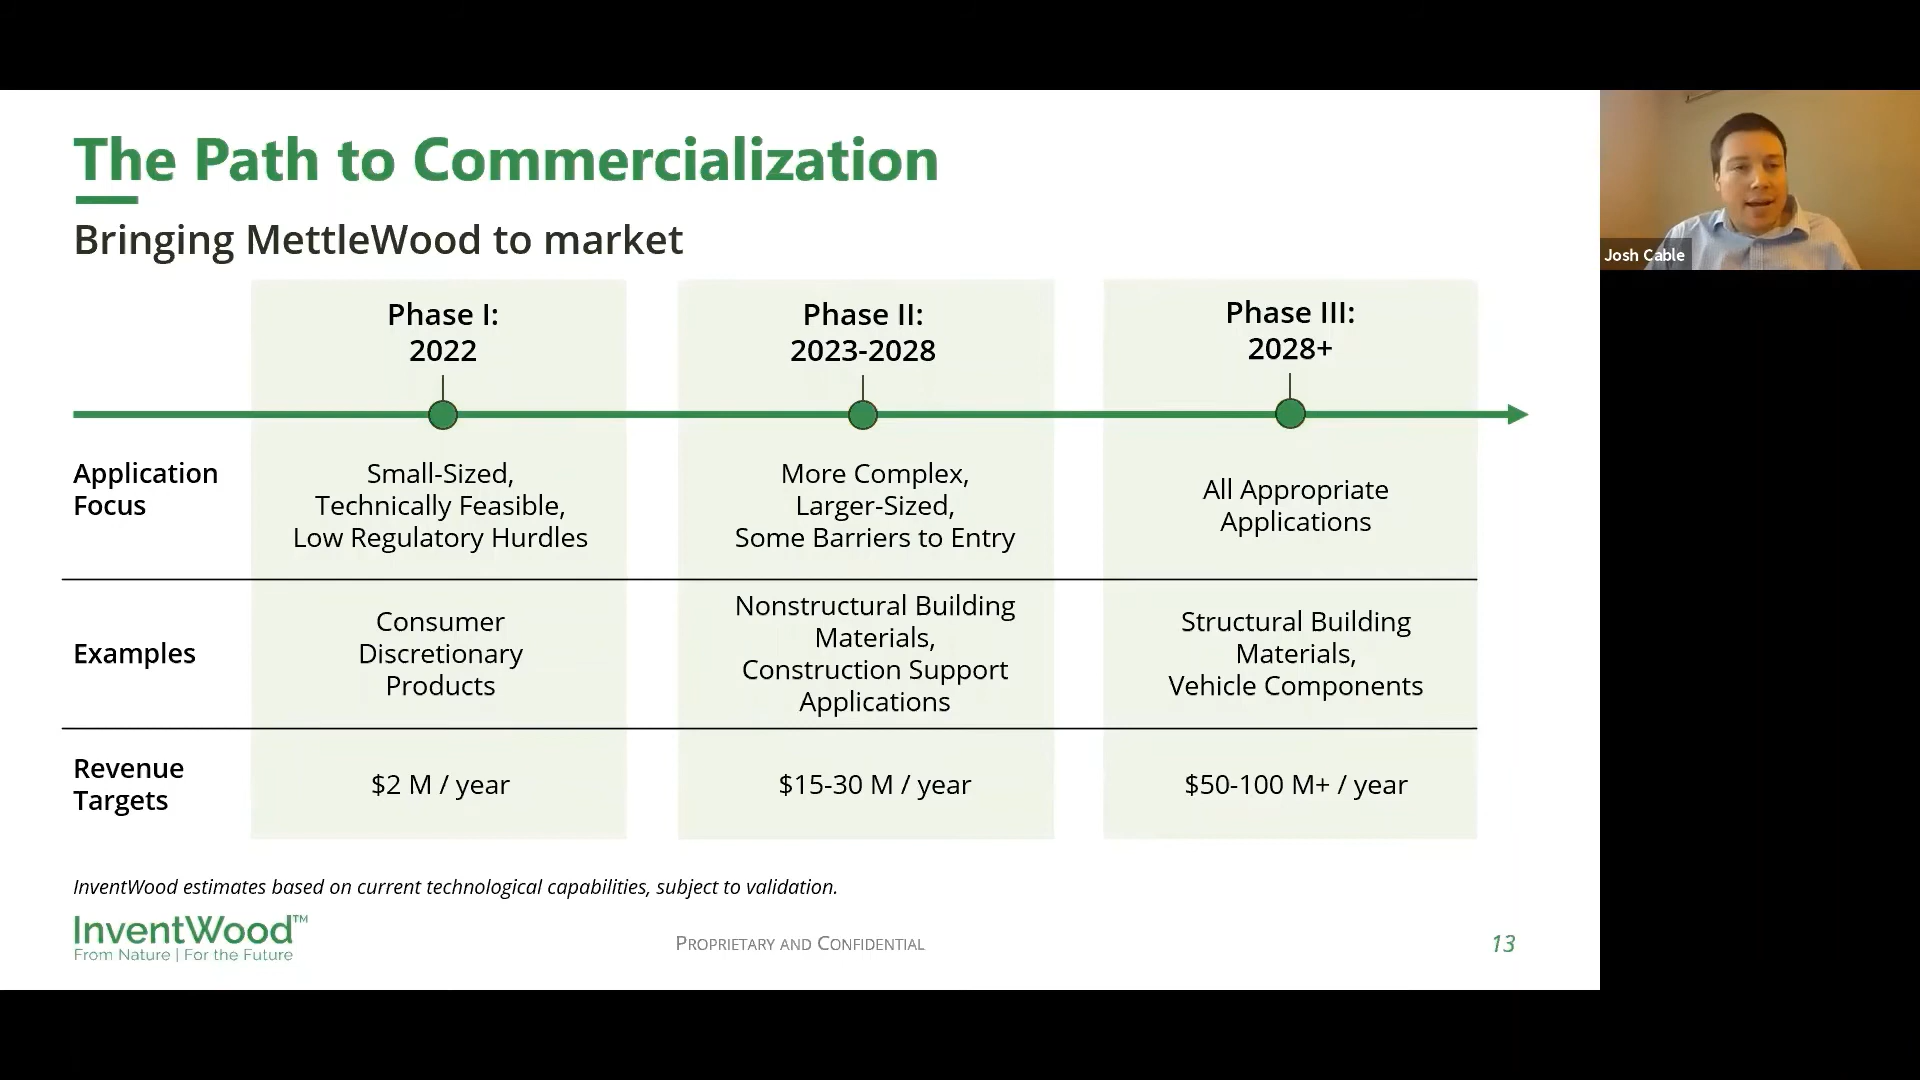 The Path to Commercialization
Bringing MettleWood to market
Josh Cable
Phase I:
2022
Phase II:
2023-2028
Phase III:
2028+
Application
Focus
Small-Sized,
Technically Feasible,
Low Regulatory Hurdles
More Complex,
Larger-Sized,
Some Barriers to Entry
All Appropriate
Applications
Examples
Consumer
Discretionary
Products
Nonstructural Building
Materials,
Construction Support
Applications
Structural Building
Materials,
Vehicle Components
Revenue
Targets
$2 M / year
$15-30 M / year
$50-100 M+ / year
InventWood estimates based on current technological capabilities, subject to validation.
InventWood™
From Nature | For the Future
Proprietary and Confidential
13